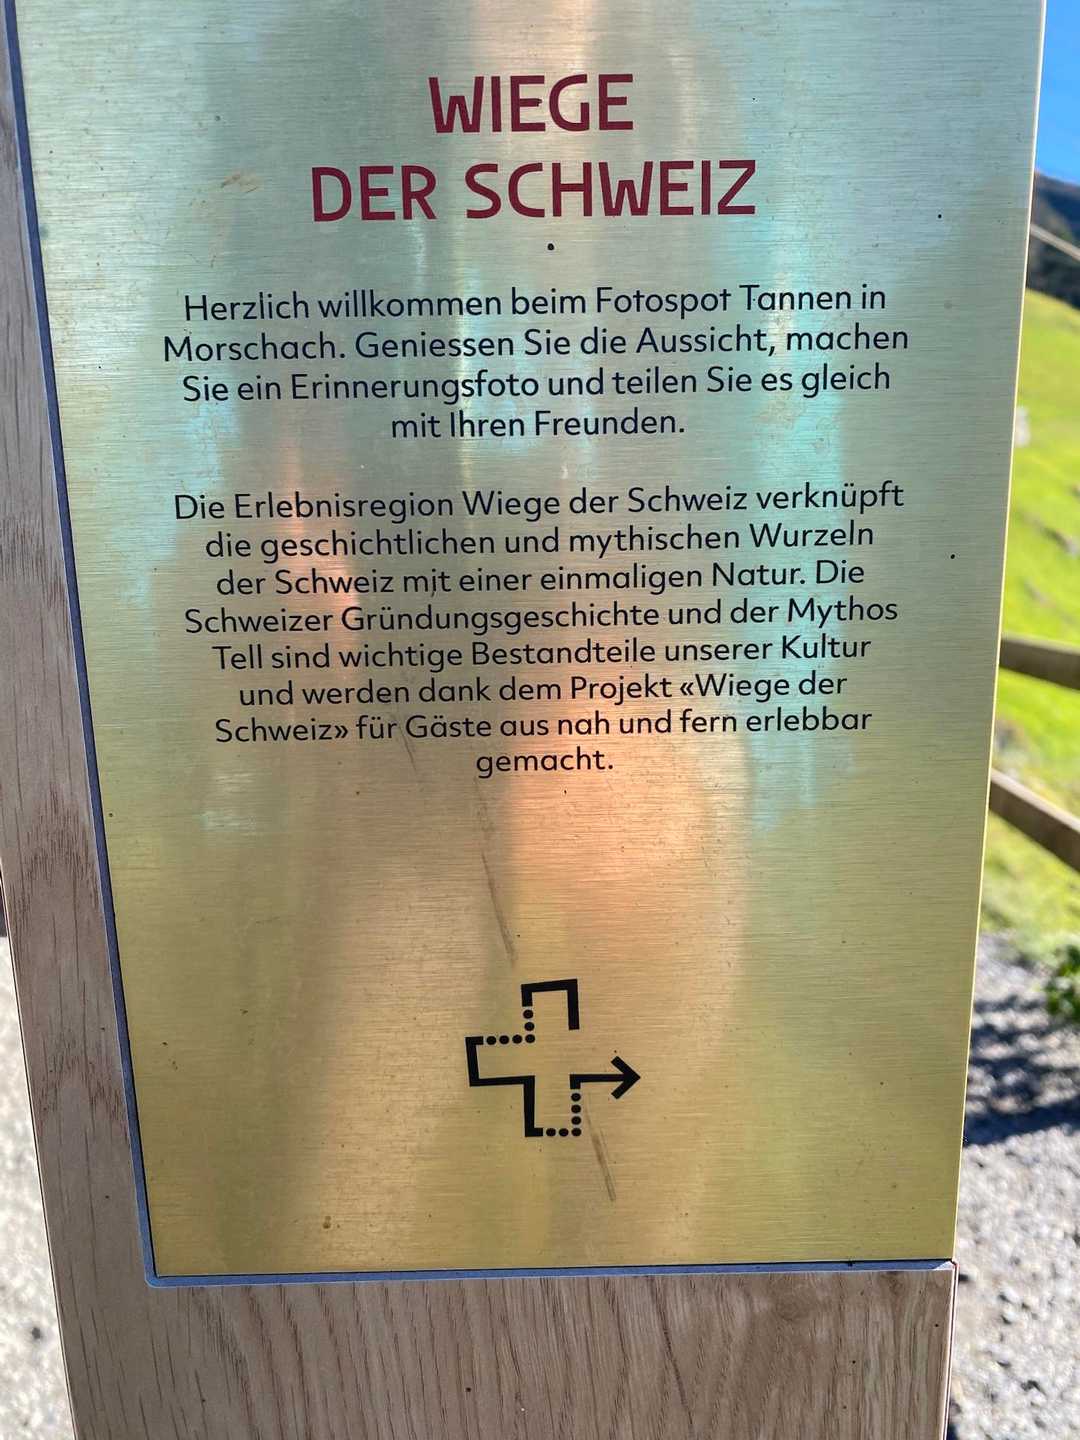 WIEGE
DER SCHWEIZ
Herzlich willkommen beim Fotospot Tannen in
Morschach. Geniessen Sie die Aussicht, machen
Sie ein Erinnerungsfoto und teilen Sie es gleich
mit Ihren Freunden.
Die Erlebnisregion Wiege der Schweiz verknüpft
die geschichtlichen und mythischen Wurzeln
der Schweiz mit einer einmaligen Natur. Die
Schweizer Gründungsgeschichte und der Mythos
Tell sind wichtige Bestandteile unserer Kultur
und werden dank dem Projekt «Wiege der
Schweiz» für Gäste aus nah und fern erlebbar
gemacht.